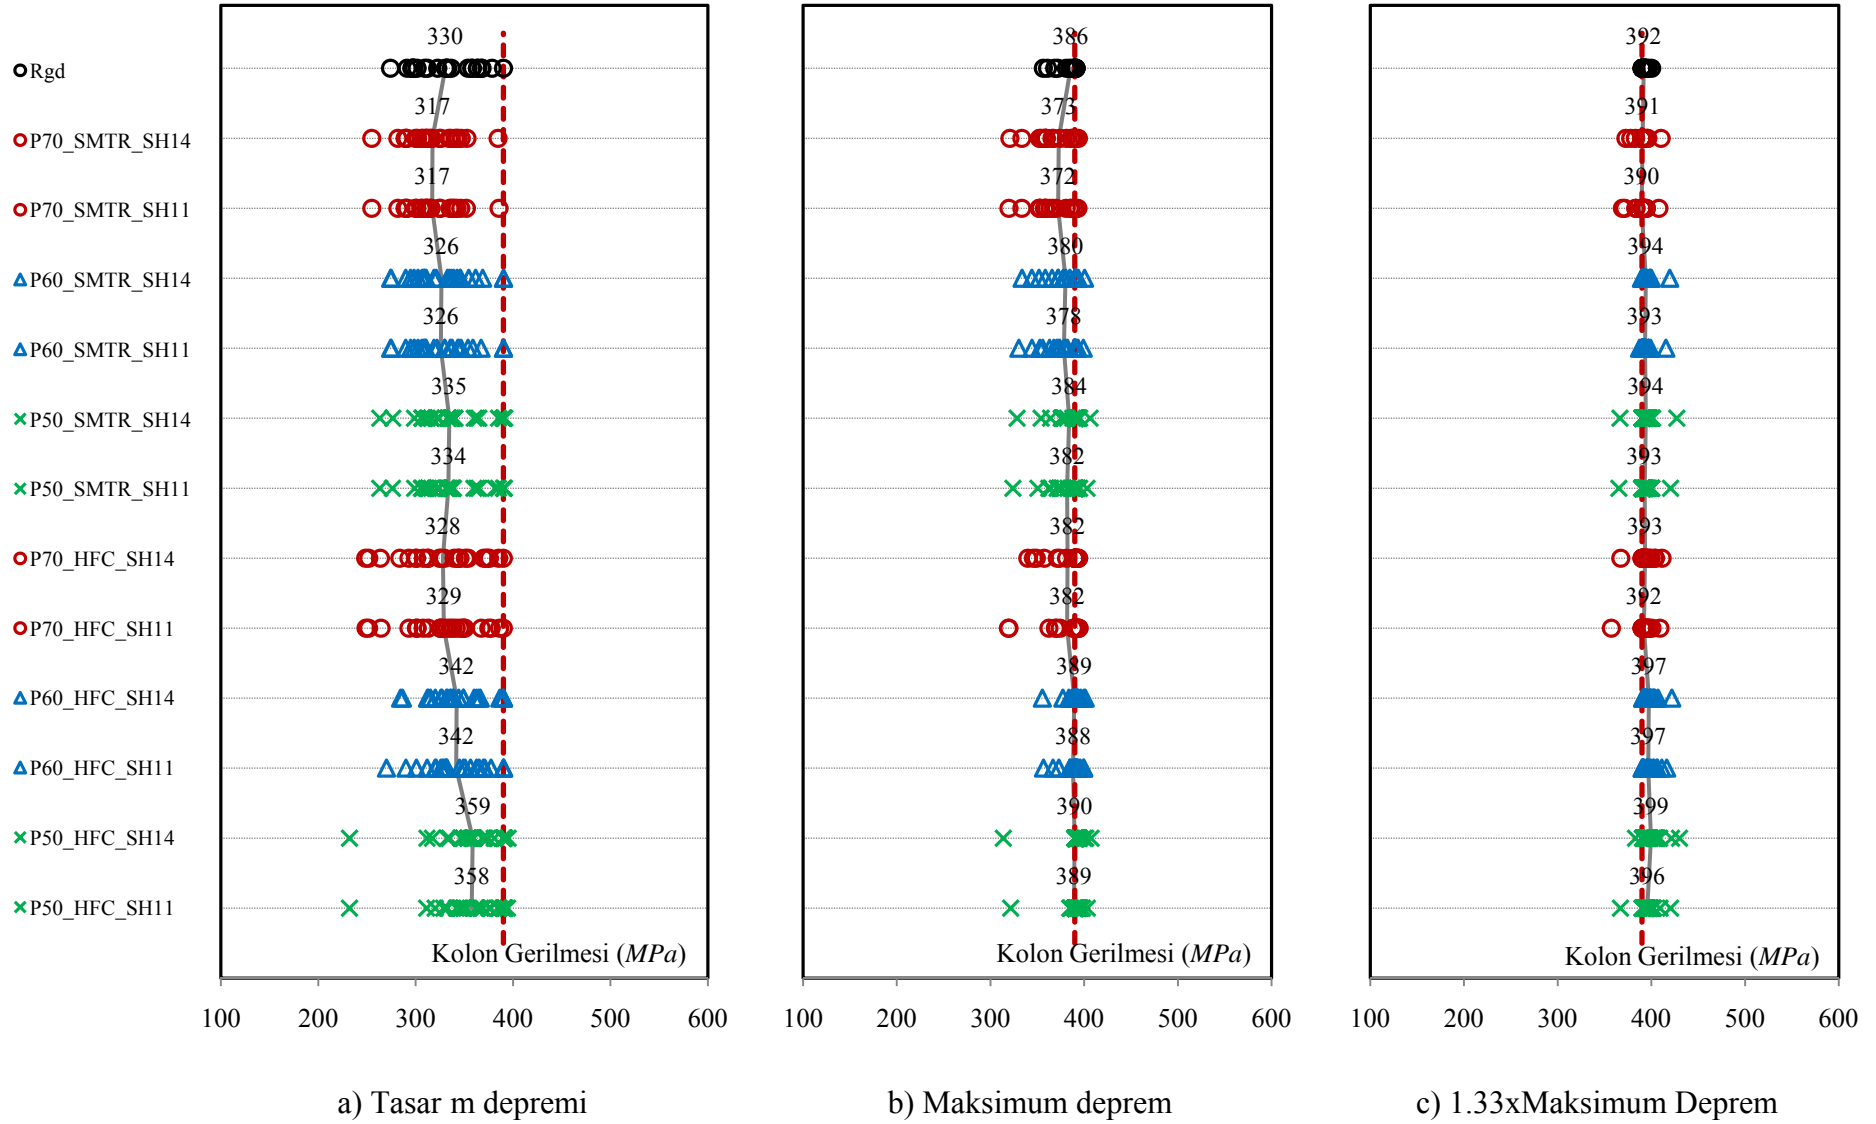 330 386 392
Rgd
317 373 391
P70_SMTR_SH14
317 372 390
P70_SMTR_SH11
326 380 394
P60_SMTR_SH14
326 378 393
P60_SMTR_SH11
335 384 394
P50_SMTR_SH14
334 382 393
P50_SMTR_SH11
328 382 393
P70_HFC_SH14
329 382 392
P70_HFC_SH11
342 389 397
P60_HFC_SH14
342 388 397
P60_HFC_SH11
359 390 399
P50_HFC_SH14
358 389 396
P50_HFC_SH11
Kolon Gerilmesi (MPa) Kolon Gerilmesi (MPa) Kolon Gerilmesi (MPa)
100 200 300 400 500 600 100 200 300 400 500 600 100 200 300 400 500 600
a) Tasar m depremi b) Maksimum deprem c) 1.33xMaksimum Deprem